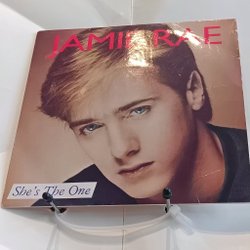 JAMIE RAE
She's The One